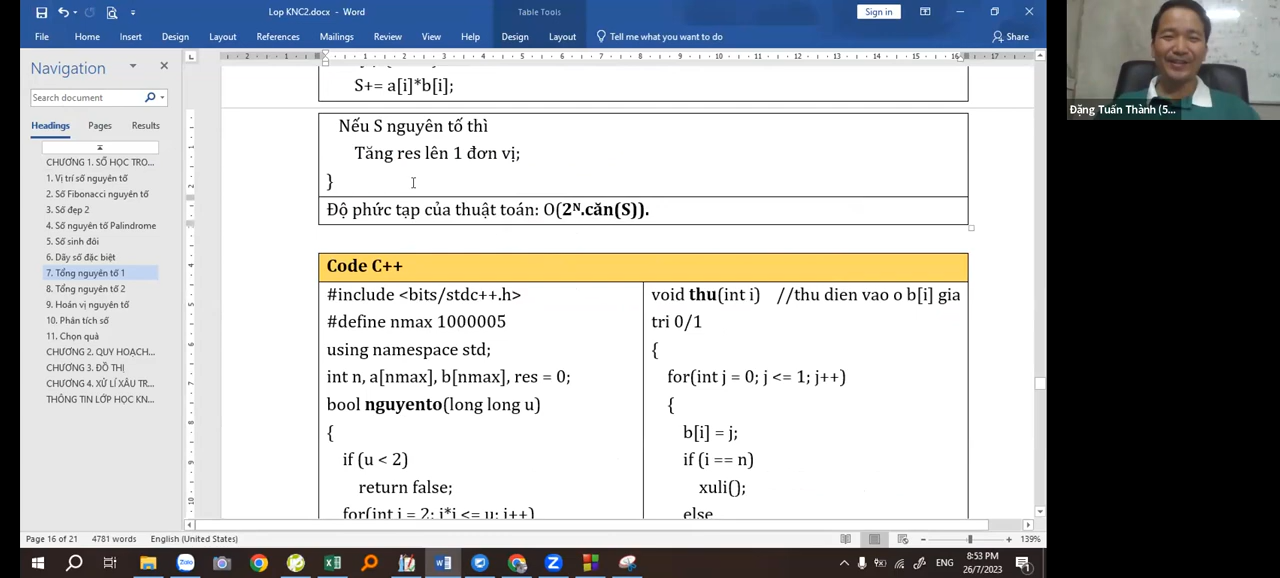 Lop KNC2.docx - Word
Table Tools
Sign in
File Home Insert Design Layout References Mailings Review View Help Design Layout Tell me what you want to do
Share
Navigation
Search document
Headings Pages Results
CHƯƠNG 1. SỐ HỌC TRO...
1. Vị trí số nguyên tố
2. Số Fibonacci nguyên tố
3. Số đẹp 2
4. Số nguyên tố Palindrome
5. Số sinh đôi
6. Dãy số đặc biệt
7. Tổng nguyên tố 1
8. Tổng nguyên tố 2
9. Hoán vị nguyên tố
10. Phân tích số
11. Chọn quà
CHƯƠNG 2. QUY HOẠCH...
CHƯƠNG 3. ĐỒ THỊ
CHƯƠNG 4. XỬ LÍ XÂU TR...
THÔNG TIN LỚP HỌC KN...
S+= a[i]*b[i];
Nếu S nguyên tố thì
Tăng res lên 1 đơn vị;
}
Độ phức tạp của thuật toán: O(2ᴺ.căn(S)).
Code C++
#include <bits/stdc++.h>
#define nmax 1000005
using namespace std;
int n, a[nmax], b[nmax], res = 0;
bool nguyento(long long u)
{
if (u < 2)
return false;
for(int i = 2; i*i <= u; i++)
void thu(int i) //thu dien vao o b[i] gia
tri 0/1
{
for(int j = 0; j <= 1; j++)
{
b[i] = j;
if (i == n)
xuli();
else
Đặng Tuấn Thành (5...
Page 16 of 21 4781 words English (United States)
139%
ENG
8:53 PM
26/7/2023